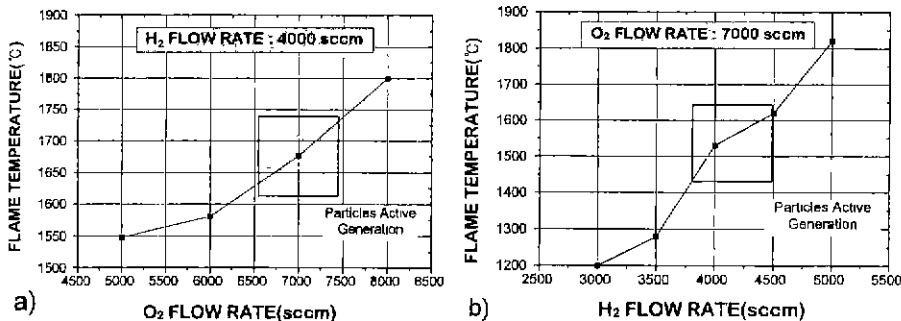 H₂ FLOW RATE : 4000 sccm
FLAME TEMPERATURE(℃)
1900
1850
1800
1750
1700
1650
1600
1550
1500
Particles Active
Generation
4500 5000 5500 6000 6500 7000 7500 8000 8500
a)
O₂ FLOW RATE(sccm)
O₂ FLOW RATE : 7000 sccm
FLAME TEMPERATURE(℃)
1900
1800
1700
1600
1500
1400
1300
1200
Particles Active
Generation
2500 3000 3500 4000 4500 5000 5500
b)
H₂ FLOW RATE(sccm)